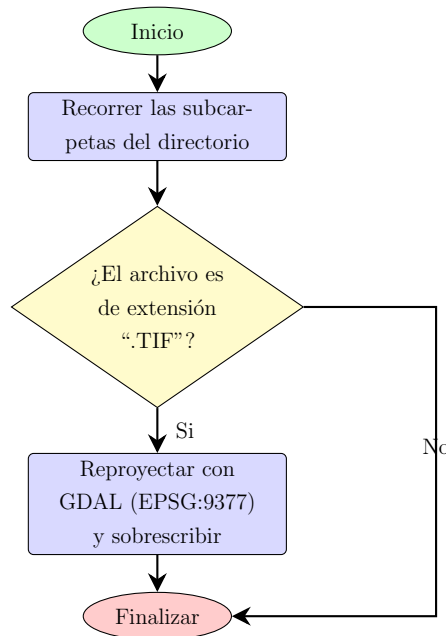 Inicio
Recorrer las subcar-
petas del directorio
¿El archivo es
de extensión
“.TIF”?
Si
No
Reproyectar con
GDAL (EPSG:9377)
y sobrescribir
Finalizar